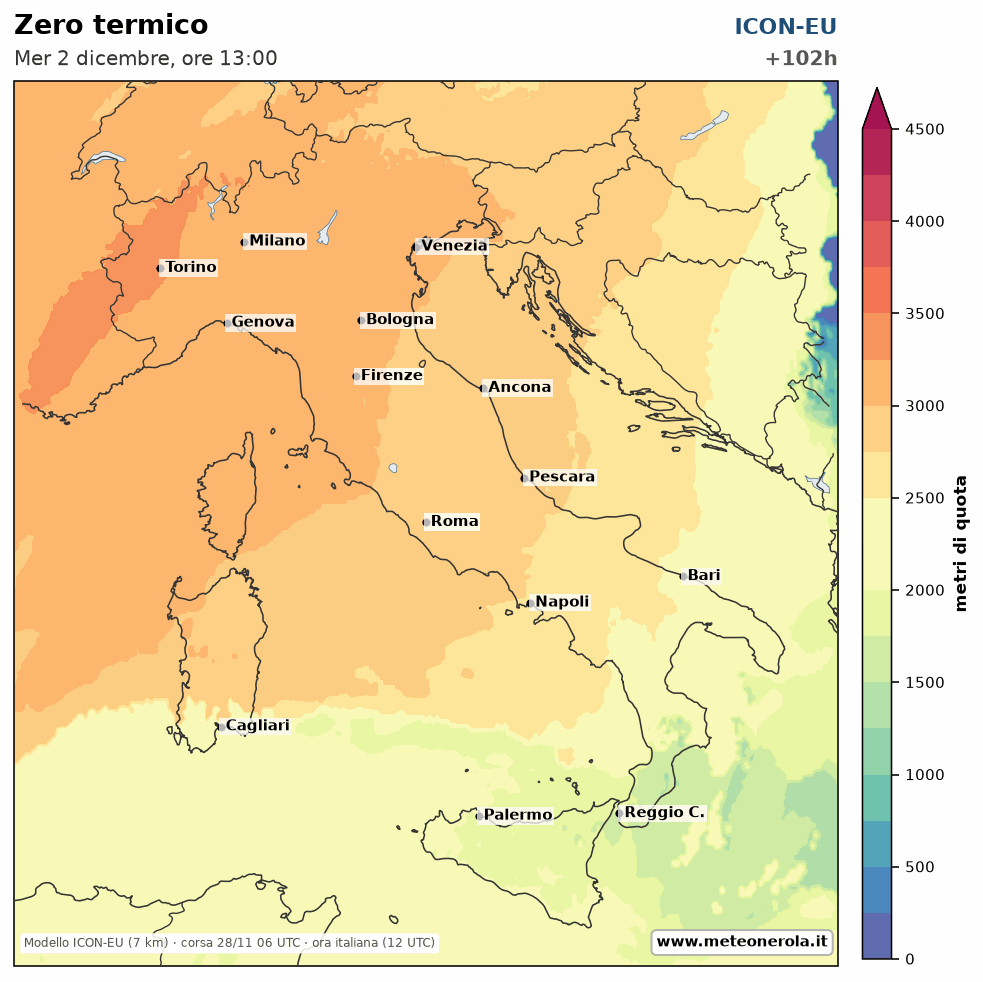 Zero termico
ICON-EU
Mer 2 dicembre, ore 13:00
+102h
4500
4000
3500
3000
2500
2000
1500
1000
500
0
metri di quota
Milano
Venezia
Torino
Genova
Bologna
Firenze
Ancona
Pescara
Roma
Bari
Napoli
Cagliari
Palermo
Reggio C.
Modello ICON-EU (7 km) · corsa 28/11 06 UTC · ora italiana (12 UTC)
www.meteonerola.it